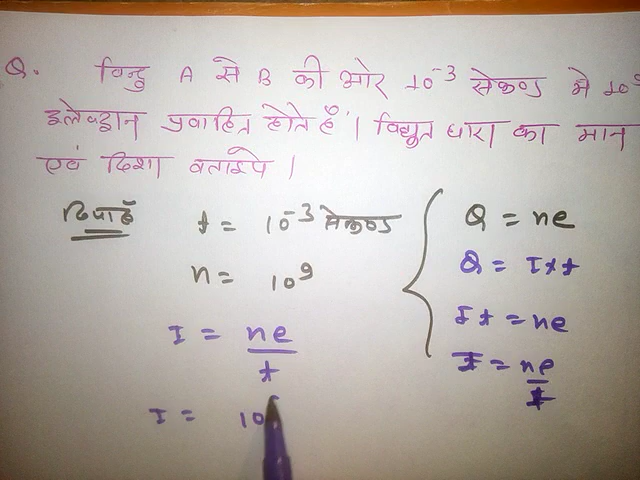 Q. विन्दु A से B की ओर 10⁻³ सेकण्ड मे 10⁹
इलेक्ट्रान प्रवाहित होते हैं। विद्युत धारा का मान
एवं दिशा बताइये।
दिया है t = 10⁻³ सेकण्ड
n = 10⁹
I = ne/t
I = 10
Q = ne
Q = I×t
It = ne
I = ne/t